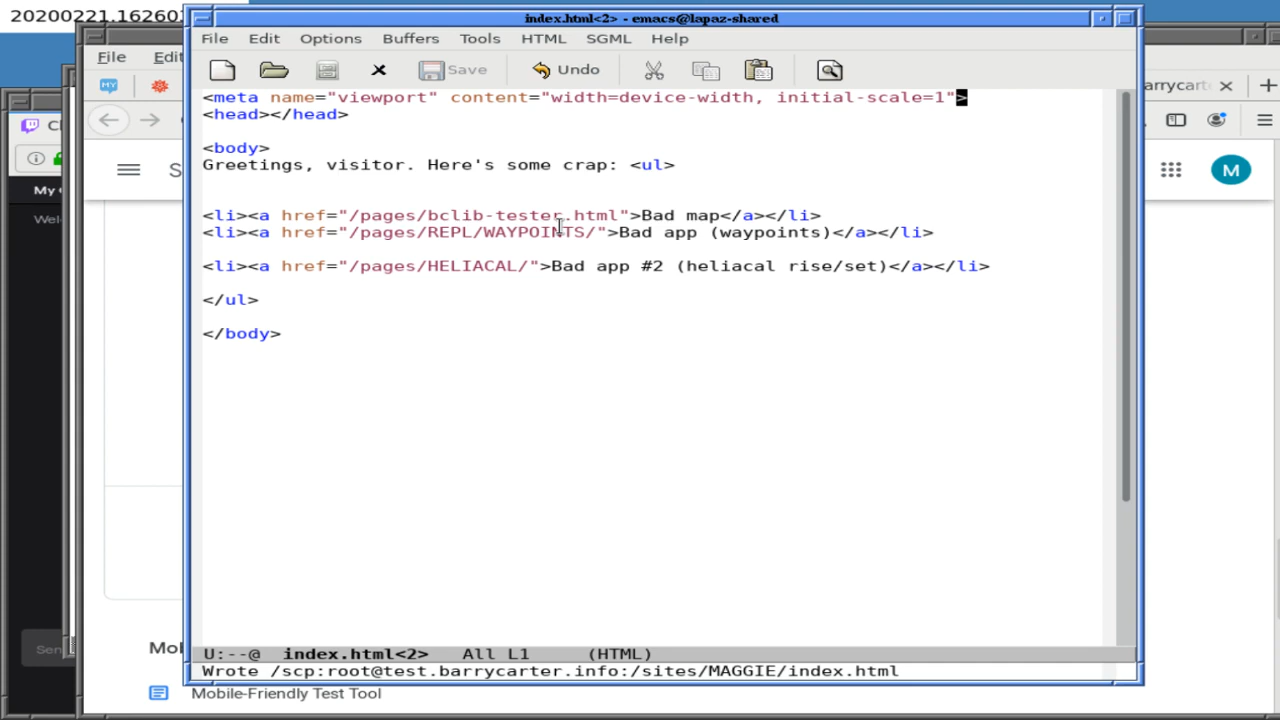 20200221.16260
index.html<2> - emacs@lapaz-shared
File Edit Options Buffers Tools HTML SGML Help
File Edit
Save Undo
arrycarte
MY
<meta name="viewport" content="width=device-width, initial-scale=1">
<head></head>
<body>
Greetings, visitor. Here's some crap: <ul>
<li><a href="/pages/bclib-tester.html">Bad map</a></li>
<li><a href="/pages/REPL/WAYPOINTS/">Bad app (waypoints)</a></li>
<li><a href="/pages/HELIACAL/">Bad app #2 (heliacal rise/set)</a></li>
</ul>
</body>
S
M
My
Wel
Sen
Mol
U:--@ index.html<2> All L1 (HTML)
Wrote /scp:root@test.barrycarter.info:/sites/MAGGIE/index.html
Mobile-Friendly Test Tool